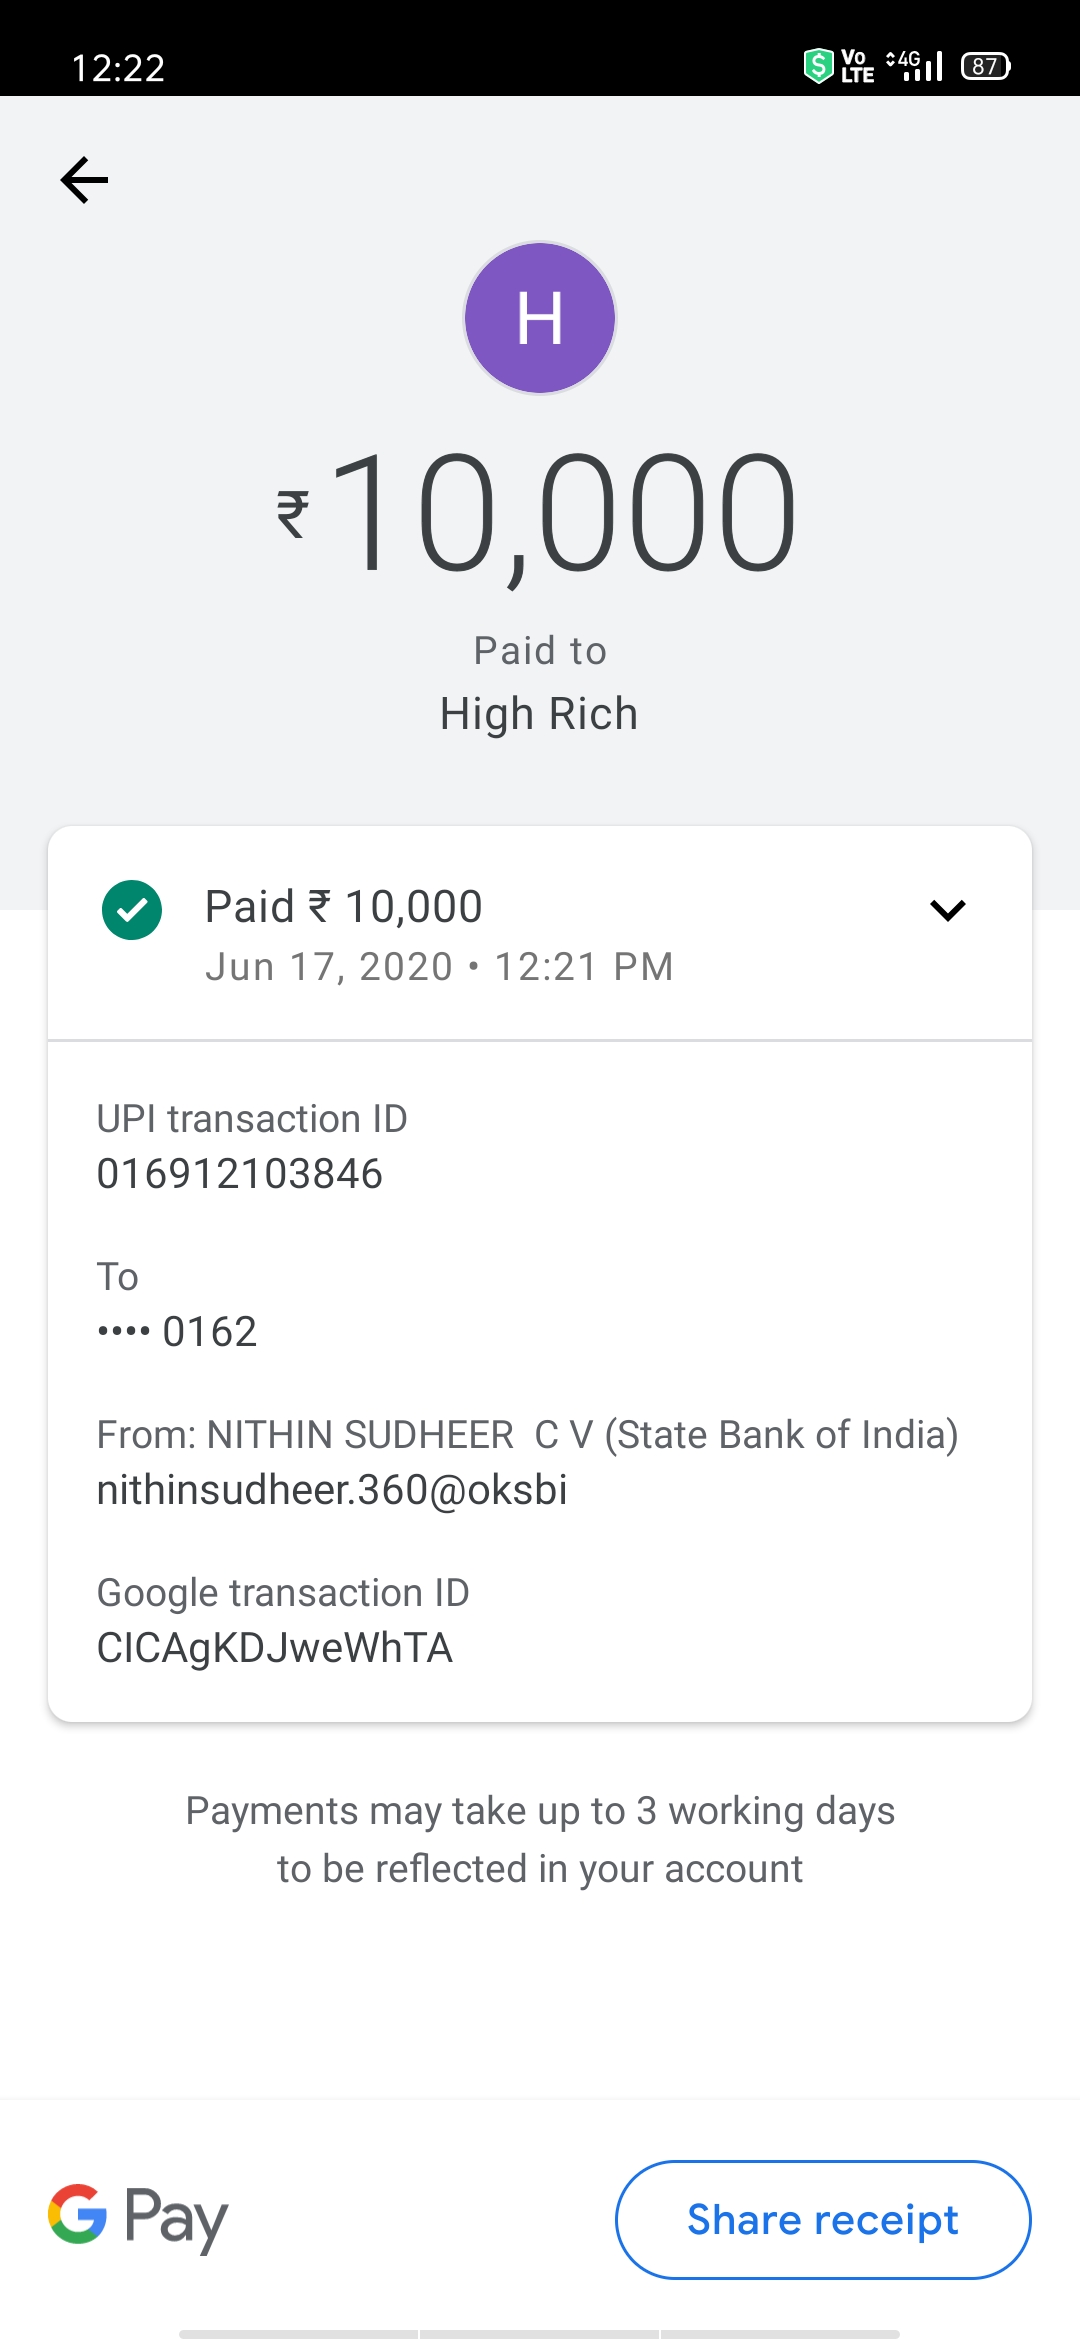 12:22
Vo
LTE
4G
87
H
₹10,000
Paid to
High Rich
Paid ₹ 10,000
Jun 17, 2020 • 12:21 PM
UPI transaction ID
016912103846
To
•••• 0162
From: NITHIN SUDHEER  C V (State Bank of India)
nithinsudheer.360@oksbi
Google transaction ID
CICAgKDJweWhTA
Payments may take up to 3 working days
to be reflected in your account
G Pay
Share receipt